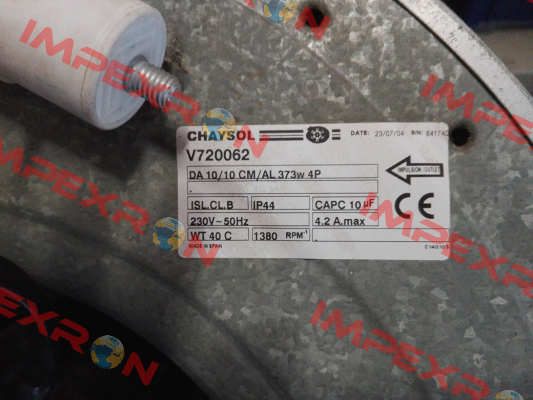 CHAYSOL
DATE: 23/07/04 S/N:
V720062
DA 10/10 CM/AL 373w 4P
IMPULSION / OUTLET
.
ISL.CL.B IP44 CAPC 10 µF
230V~50Hz 4.2 A.max
WT 40 C 1380 RPM⁻¹ .
MADE IN SPAIN
CE
IMPEXRON
IMPEXRON
IMPEXRON
IMPEXRON
IMPEXRON